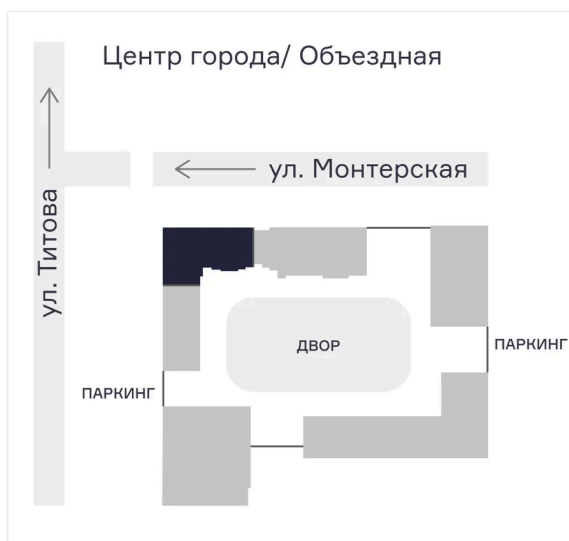 Центр города/ Объездная
ул. Монтерская
ул. Титова
ДВОР
ПАРКИНГ
ПАРКИНГ